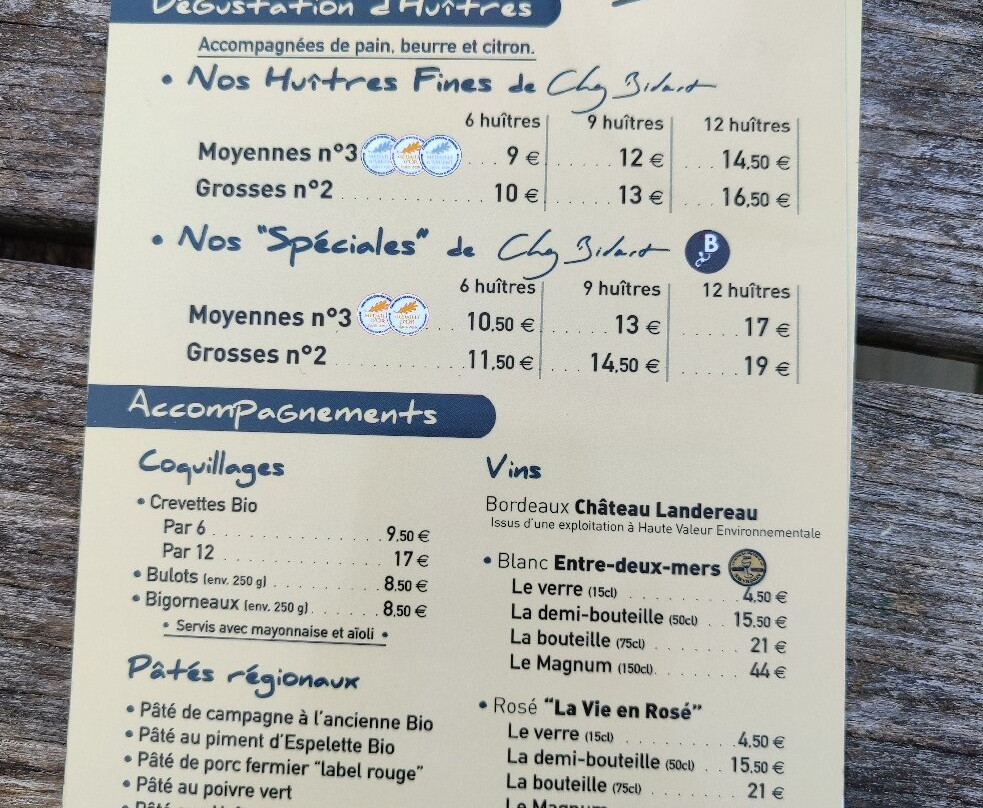 Dégustation d'Huîtres
Accompagnées de pain, beurre et citron.
• Nos Huîtres Fines de Chez Bidart
6 huîtres 9 huîtres 12 huîtres
Moyennes n°3 ... 9 € ... 12 € ... 14,50 €
Grosses n°2 ... 10 € ... 13 € ... 16,50 €
• Nos "Spéciales" de Chez Bidart B
6 huîtres 9 huîtres 12 huîtres
Moyennes n°3 ... 10,50 € ... 13 € ... 17 €
Grosses n°2 ... 11,50 € ... 14,50 € ... 19 €
Accompagnements
Coquillages
• Crevettes Bio
Par 6 ... 9,50 €
Par 12 ... 17 €
• Bulots (env. 250 g) ... 8,50 €
• Bigorneaux (env. 250 g) ... 8,50 €
• Servis avec mayonnaise et aïoli •
Pâtés régionaux
• Pâté de campagne à l'ancienne Bio
• Pâté au piment d'Espelette Bio
• Pâté de porc fermier "label rouge"
• Pâté au poivre vert
Vins
Bordeaux Château Landereau
Issus d'une exploitation à Haute Valeur Environnementale
• Blanc Entre-deux-mers
Le verre (15cl) ... 4,50 €
La demi-bouteille (50cl) ... 15,50 €
La bouteille (75cl) ... 21 €
Le Magnum (150cl) ... 44 €
• Rosé "La Vie en Rosé"
Le verre (15cl) ... 4,50 €
La demi-bouteille (50cl) ... 15,50 €
La bouteille (75cl) ... 21 €
Le Magnum